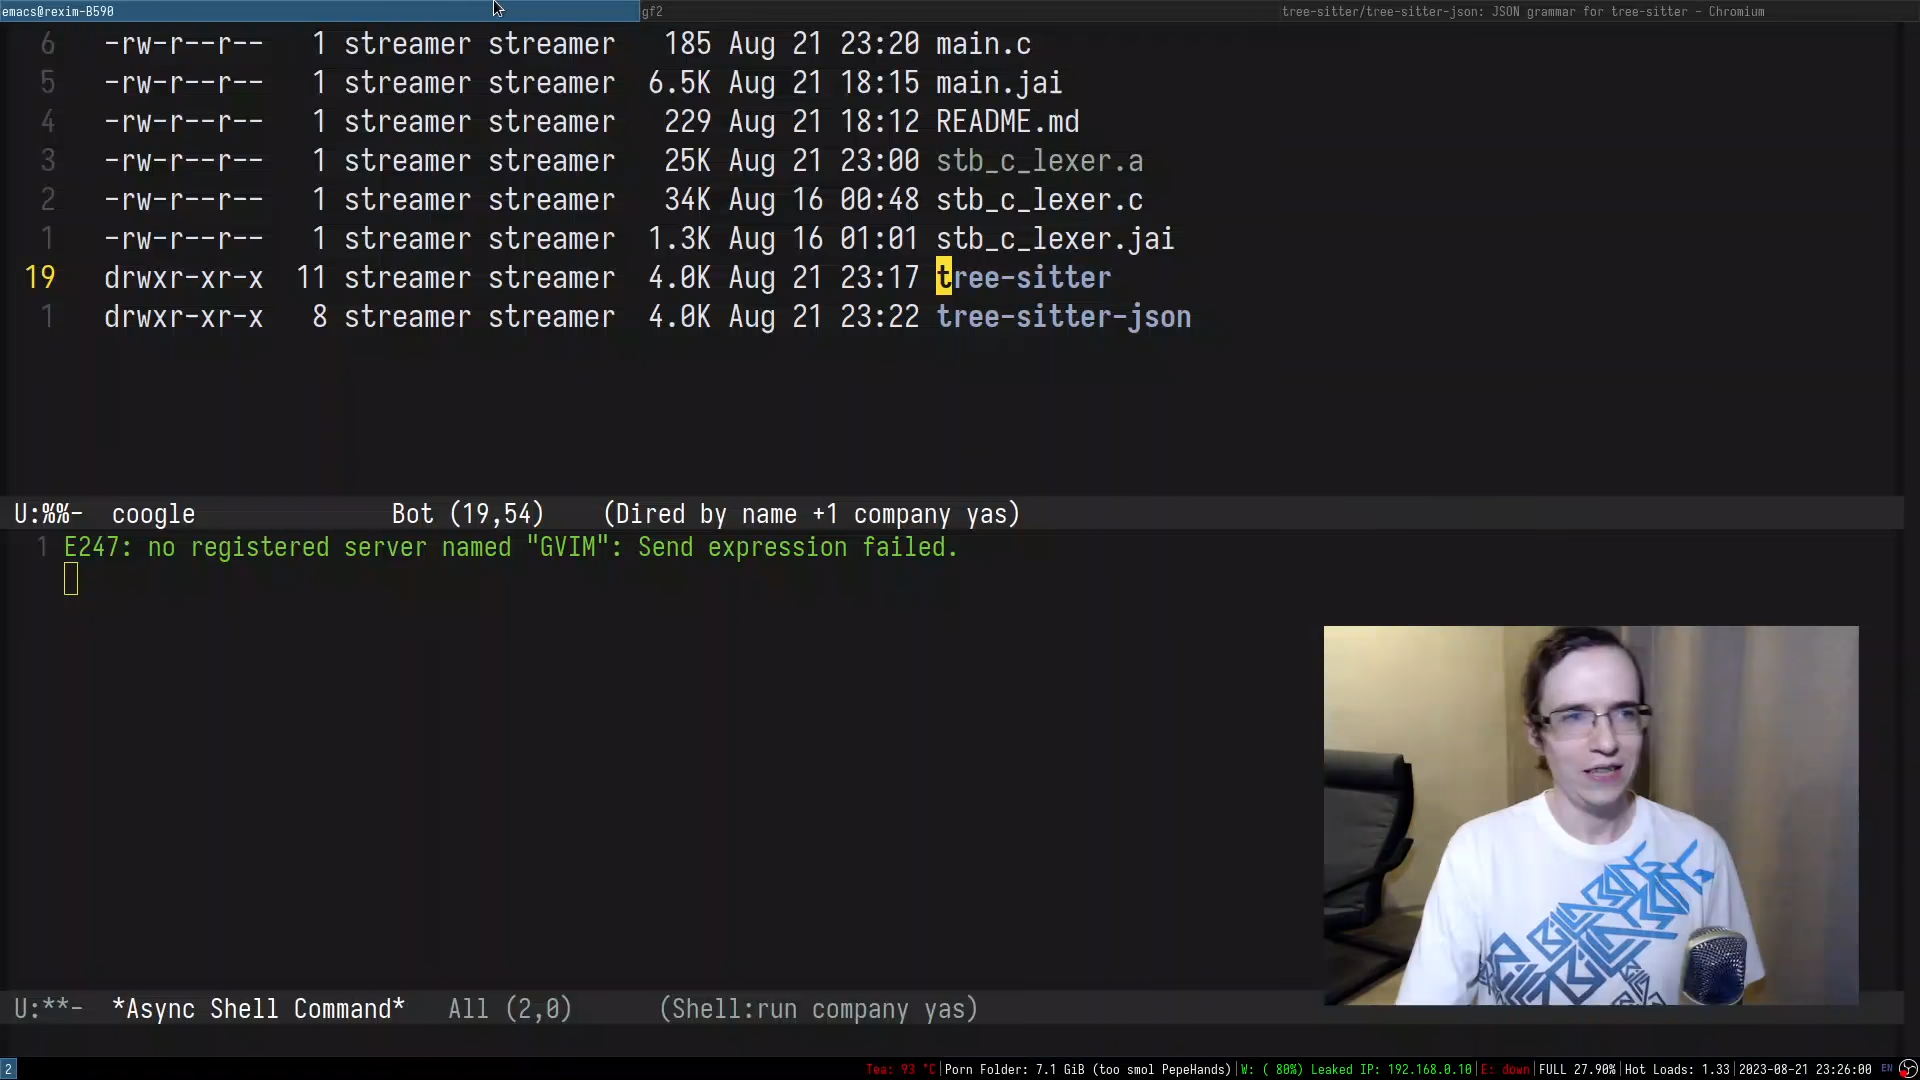 emacs@rexim-B590 gf2 tree-sitter/tree-sitter-json: JSON grammar for tree-sitter - Chromium
6 -rw-r--r-- 1 streamer streamer 185 Aug 21 23:20 main.c
5 -rw-r--r-- 1 streamer streamer 6.5K Aug 21 18:15 main.jai
4 -rw-r--r-- 1 streamer streamer 229 Aug 21 18:12 README.md
3 -rw-r--r-- 1 streamer streamer 25K Aug 21 23:00 stb_c_lexer.a
2 -rw-r--r-- 1 streamer streamer 34K Aug 16 00:48 stb_c_lexer.c
1 -rw-r--r-- 1 streamer streamer 1.3K Aug 16 01:01 stb_c_lexer.jai
19 drwxr-xr-x 11 streamer streamer 4.0K Aug 21 23:17 tree-sitter
1 drwxr-xr-x 8 streamer streamer 4.0K Aug 21 23:22 tree-sitter-json
U:%%- coogle Bot (19,54) (Dired by name +1 company yas)
1 E247: no registered server named "GVIM": Send expression failed.
U:**- *Async Shell Command* All (2,0) (Shell:run company yas)
2 Tea: 93 °C|Porn Folder: 7.1 GiB (too smol PepeHands)|W: ( 80%) Leaked IP: 192.168.0.10|E: down|FULL 27.90%|Hot Loads: 1.33|2023-08-21 23:26:00 EN